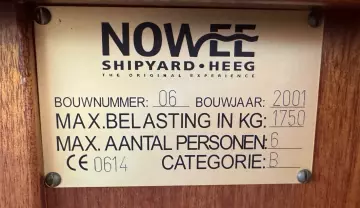 NOWEE
SHIPYARD • HEEG
THE ORIGINAL EXPERIENCE
BOUWNUMMER: 06 BOUWJAAR: 2001
MAX.BELASTING IN KG: 1750
MAX. AANTAL PERSONEN: 6
CE 0614 CATEGORIE: B